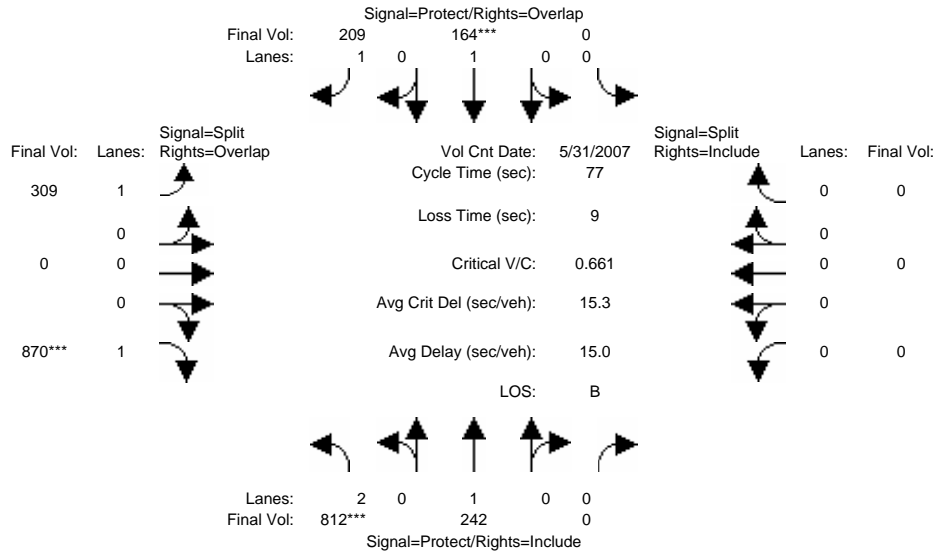 Signal=Protect/Rights=Overlap
Final Vol: 209 164*** 0
Lanes: 1 0 1 0 0
Signal=Split Signal=Split
Final Vol: Lanes: Rights=Overlap Vol Cnt Date: 5/31/2007 Rights=Include Lanes: Final Vol:
Cycle Time (sec): 77
309 1 0 0
Loss Time (sec): 9
0 0
0 0 Critical V/C: 0.661 0 0
0 Avg Crit Del (sec/veh): 15.3 0
870*** 1 Avg Delay (sec/veh): 15.0 0 0
LOS: B
Lanes: 2 0 1 0 0
Final Vol: 812*** 242 0
Signal=Protect/Rights=Include